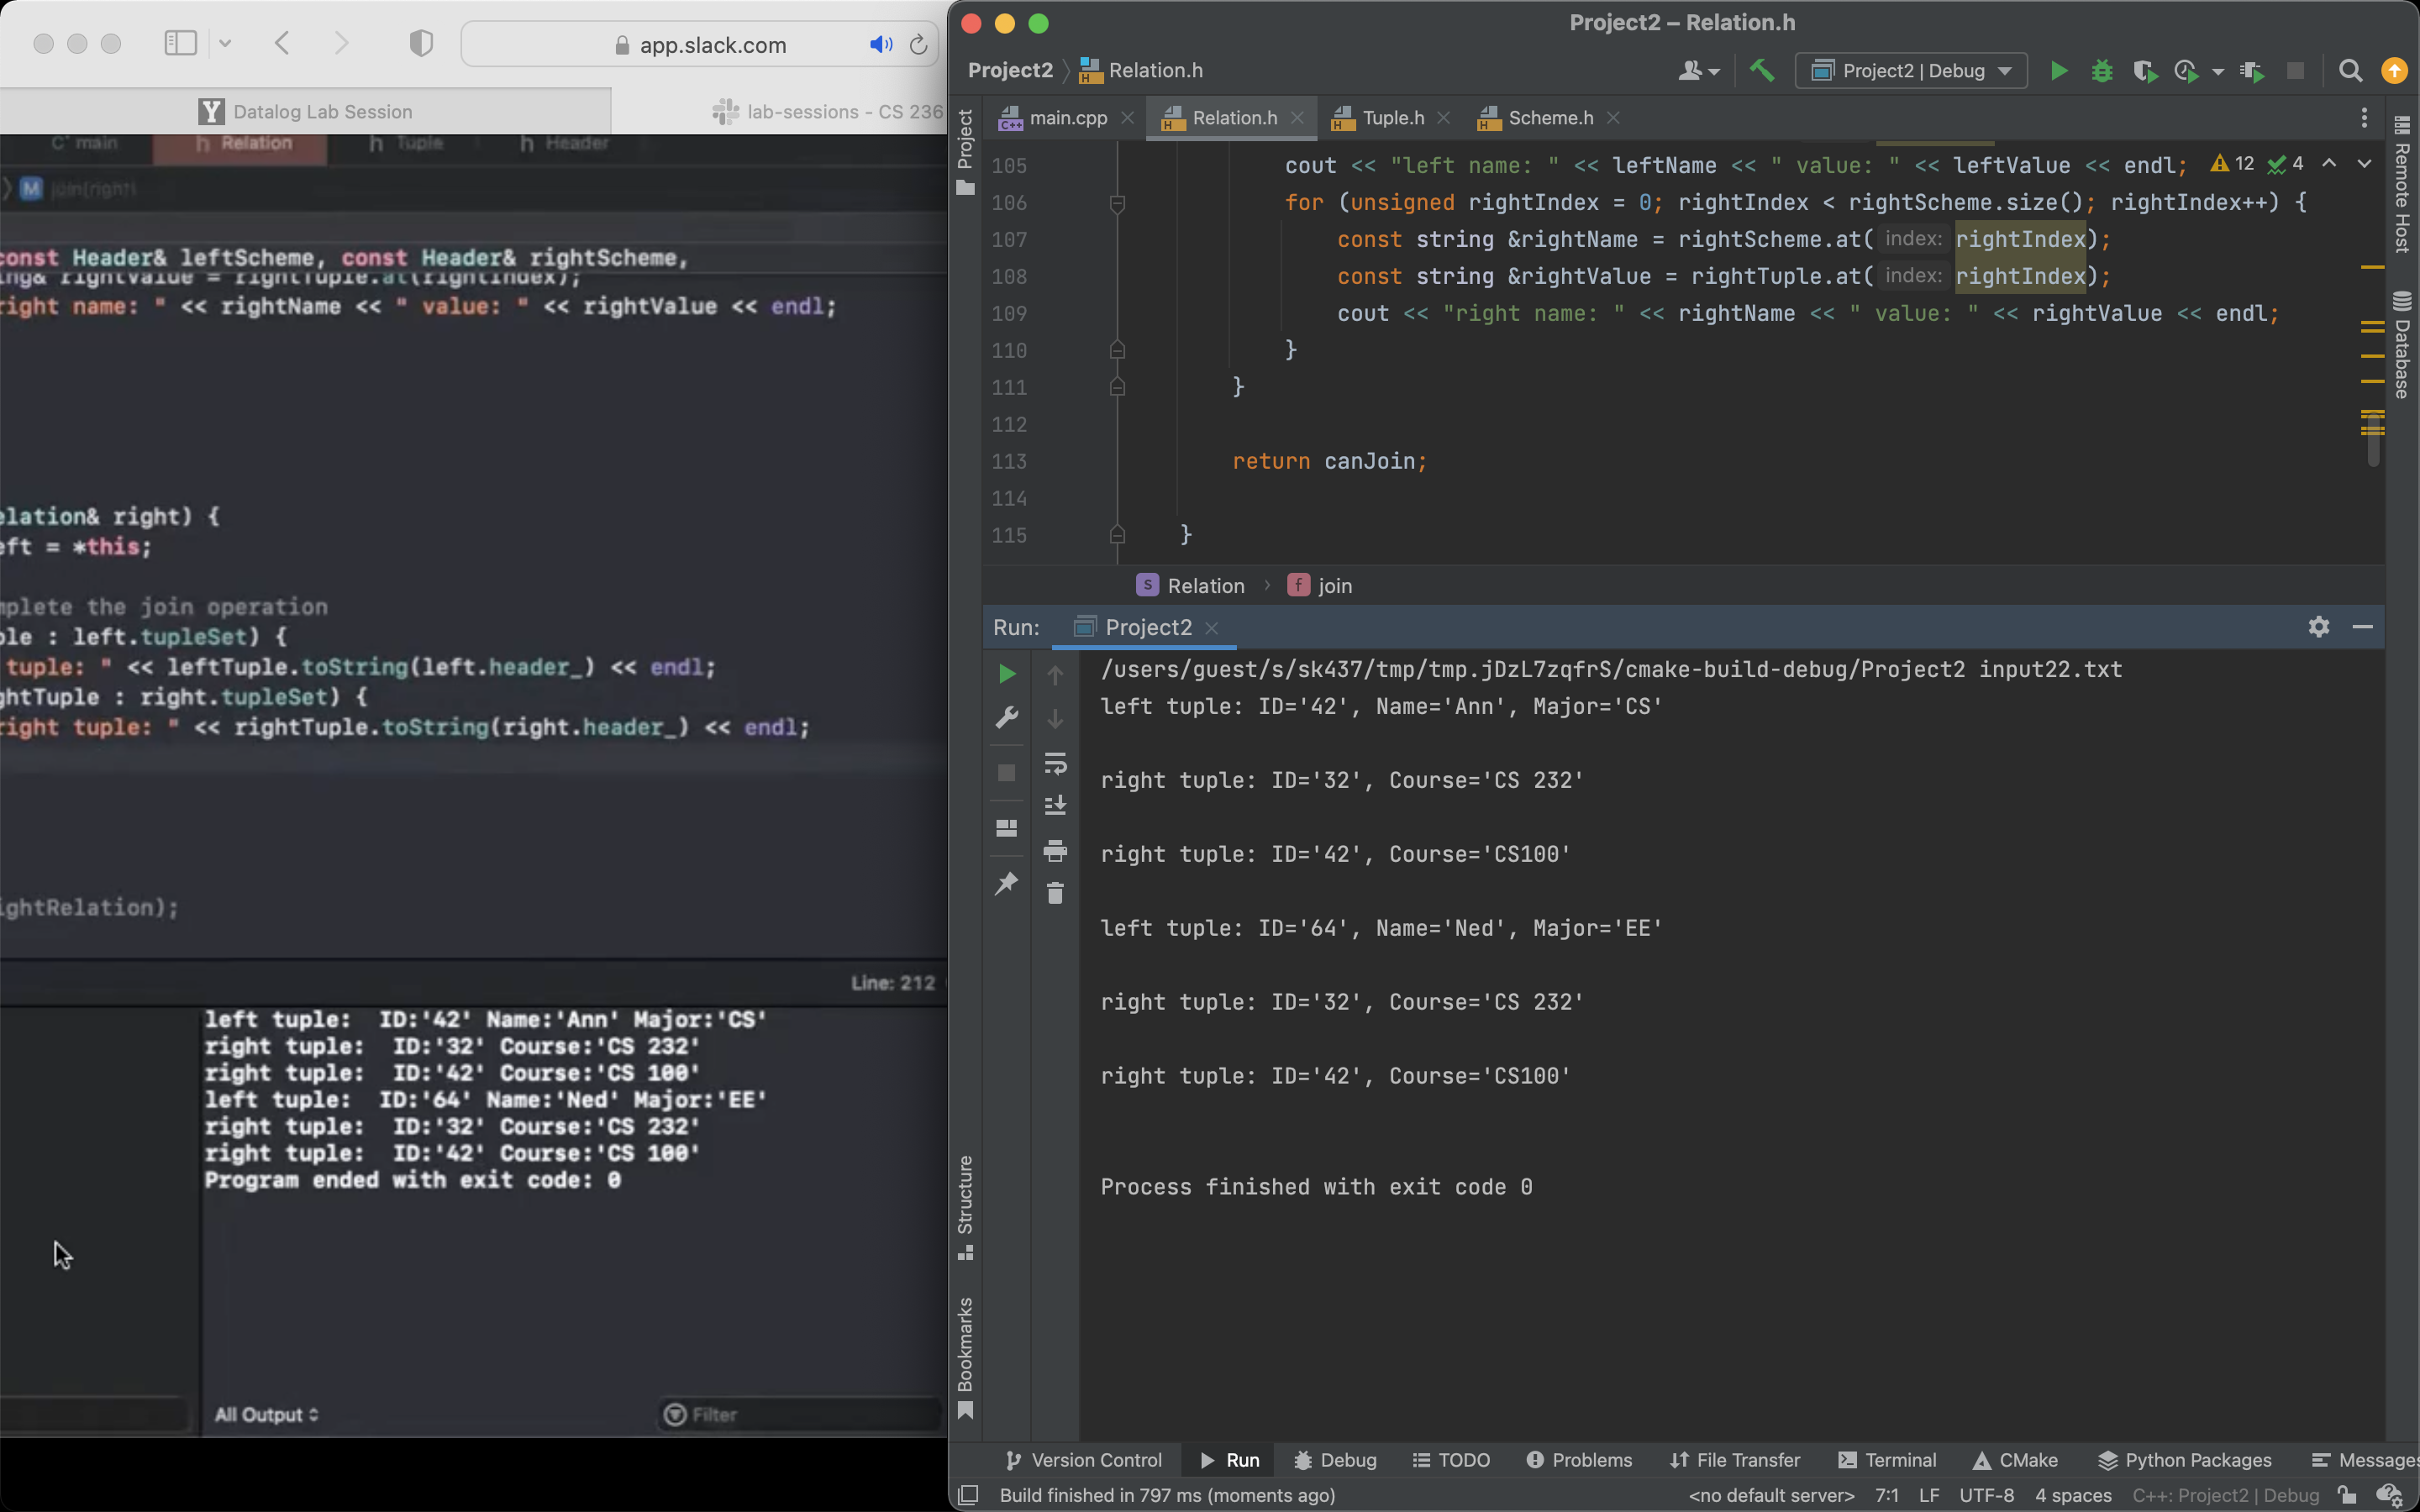 app.slack.com
Datalog Lab Session
lab-sessions - CS 236
main
Relation
Tuple
Header
M join(right)
const Header& leftScheme, const Header& rightScheme,
ng& rightValue = rightTuple.at(rightIndex);
right name: " << rightName << " value: " << rightValue << endl;
elation& right) {
eft = *this;
mplete the join operation
ple : left.tupleSet) {
tuple: " << leftTuple.toString(left.header_) << endl;
ghtTuple : right.tupleSet) {
right tuple: " << rightTuple.toString(right.header_) << endl;
ightRelation);
Line: 212
left tuple:  ID:'42' Name:'Ann' Major:'CS'
right tuple:  ID:'32' Course:'CS 232'
right tuple:  ID:'42' Course:'CS 100'
left tuple:  ID:'64' Name:'Ned' Major:'EE'
right tuple:  ID:'32' Course:'CS 232'
right tuple:  ID:'42' Course:'CS 100'
Program ended with exit code: 0
All Output
Filter
Project2 – Relation.h
Project2
Relation.h
Project2 | Debug
Project
main.cpp
Relation.h
Tuple.h
Scheme.h
Remote Host
Database
12
4
105 cout << "left name: " << leftName << " value: " << leftValue << endl;
106 for (unsigned rightIndex = 0; rightIndex < rightScheme.size(); rightIndex++) {
107 const string &rightName = rightScheme.at( index: rightIndex);
108 const string &rightValue = rightTuple.at( index: rightIndex);
109 cout << "right name: " << rightName << " value: " << rightValue << endl;
110 }
111 }
112
113 return canJoin;
114
115 }
S Relation
f join
Run:
Project2
/users/guest/s/sk437/tmp/tmp.jDzL7zqfrS/cmake-build-debug/Project2 input22.txt
left tuple: ID='42', Name='Ann', Major='CS'
right tuple: ID='32', Course='CS 232'
right tuple: ID='42', Course='CS100'
left tuple: ID='64', Name='Ned', Major='EE'
right tuple: ID='32', Course='CS 232'
right tuple: ID='42', Course='CS100'
Process finished with exit code 0
Structure
Bookmarks
Version Control
Run
Debug
TODO
Problems
File Transfer
Terminal
CMake
Python Packages
Messages
Build finished in 797 ms (moments ago)
<no default server>
7:1
LF
UTF-8
4 spaces
C++: Project2 | Debug